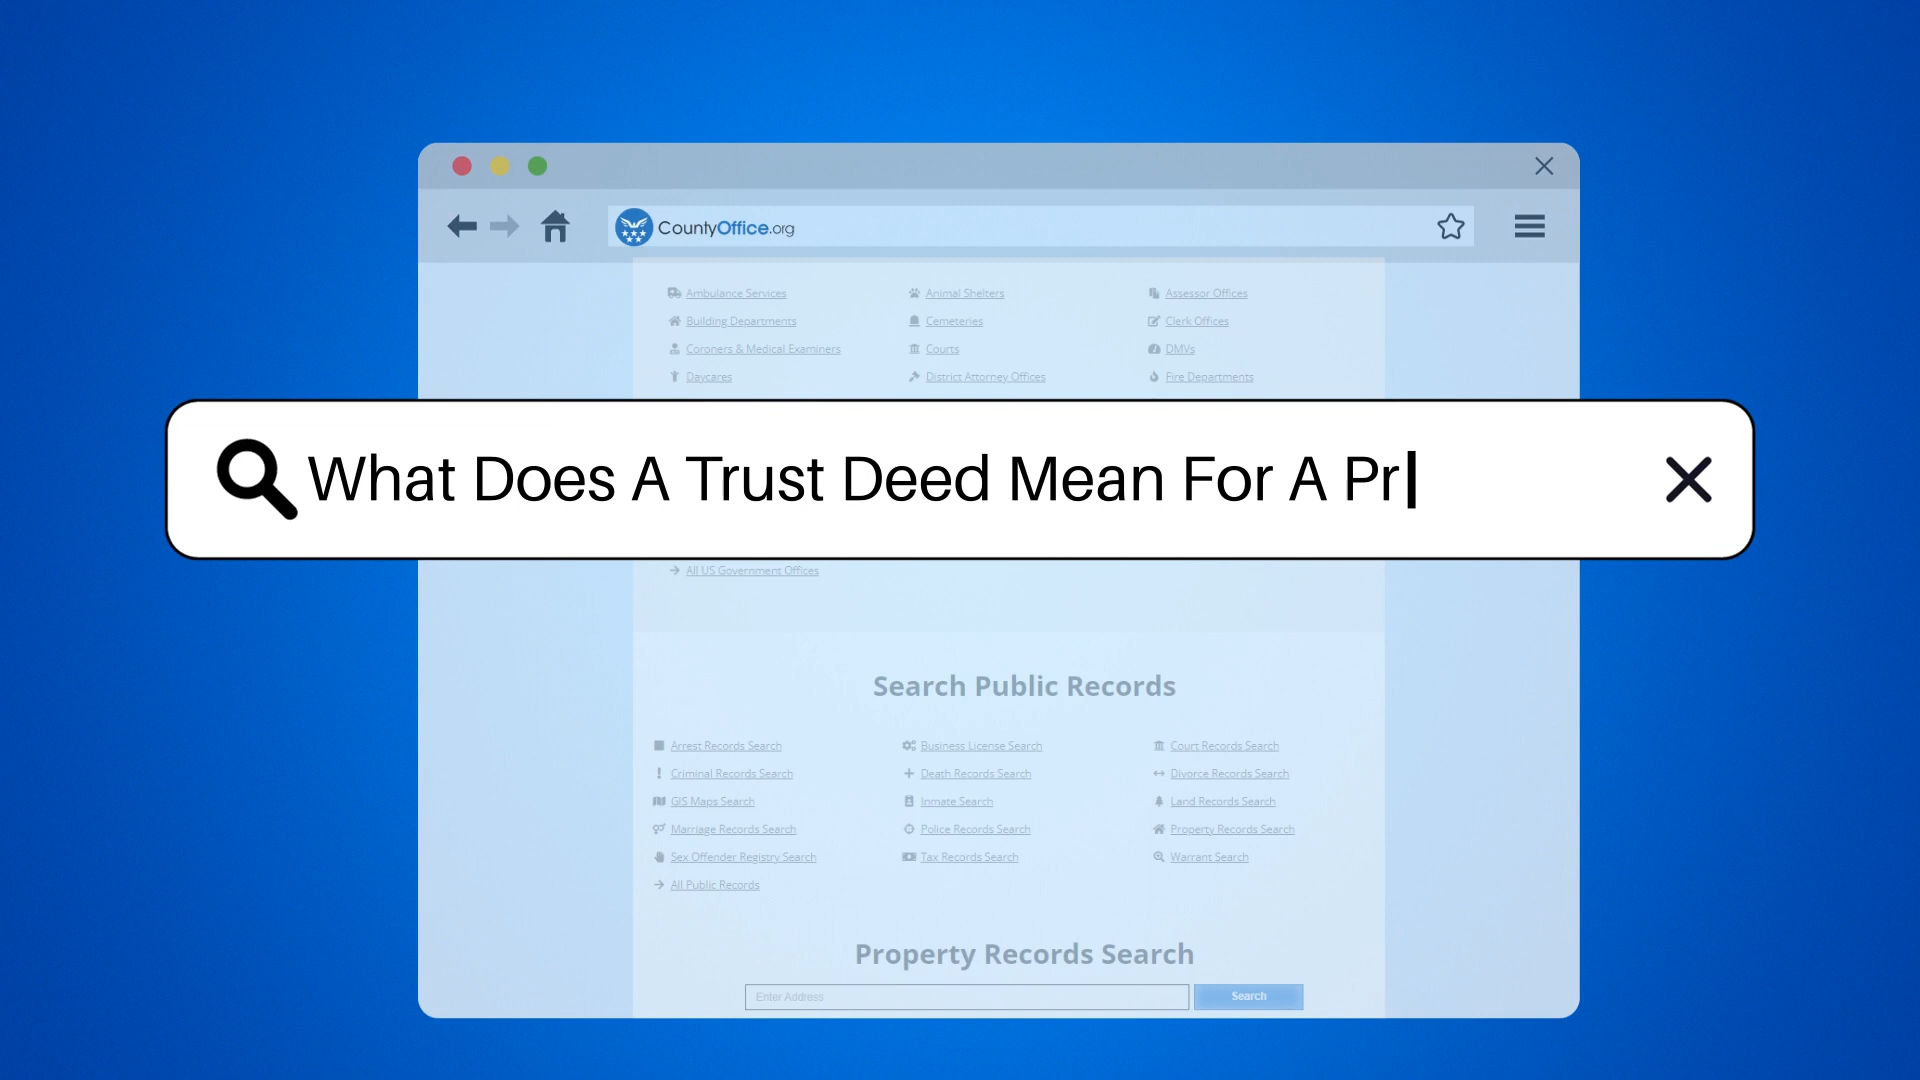 CountyOffice.org
Ambulance Services Animal Shelters Assessor Offices
Building Departments Cemeteries Clerk Offices
Coroners & Medical Examiners Courts DMVs
Daycares District Attorney Offices Fire Departments
What Does A Trust Deed Mean For A Pr
All US Government Offices
Search Public Records
Arrest Records Search Business License Search Court Records Search
Criminal Records Search Death Records Search Divorce Records Search
GIS Maps Search Inmate Search Land Records Search
Marriage Records Search Police Records Search Property Records Search
Sex Offender Registry Search Tax Records Search Warrant Search
All Public Records
Property Records Search
Enter Address Search